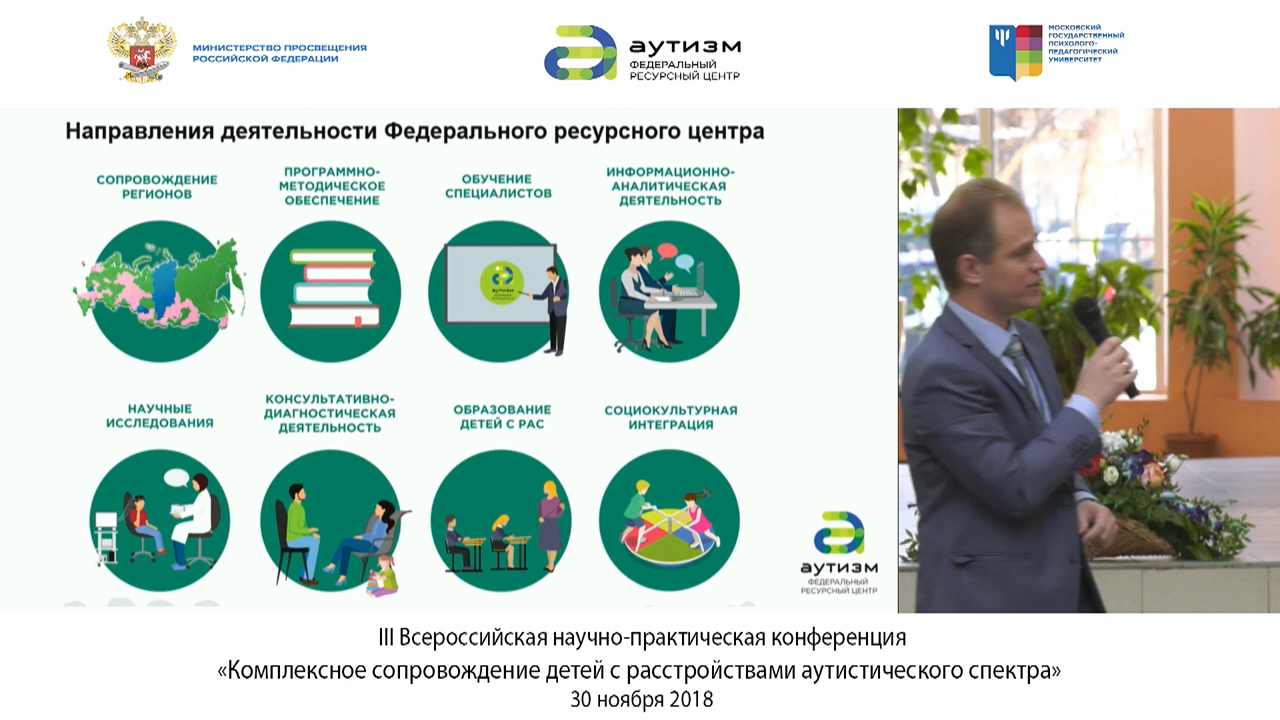 МИНИСТЕРСТВО ПРОСВЕЩЕНИЯ
РОССИЙСКОЙ ФЕДЕРАЦИИ
аутизм
ФЕДЕРАЛЬНЫЙ
РЕСУРСНЫЙ ЦЕНТР
МОСКОВСКИЙ
ГОСУДАРСТВЕННЫЙ
ПСИХОЛОГО-
ПЕДАГОГИЧЕСКИЙ
УНИВЕРСИТЕТ
Направления деятельности Федерального ресурсного центра
СОПРОВОЖДЕНИЕ
РЕГИОНОВ
ПРОГРАММНО-
МЕТОДИЧЕСКОЕ
ОБЕСПЕЧЕНИЕ
ОБУЧЕНИЕ
СПЕЦИАЛИСТОВ
ИНФОРМАЦИОННО-
АНАЛИТИЧЕСКАЯ
ДЕЯТЕЛЬНОСТЬ
аутизм
НАУЧНЫЕ
ИССЛЕДОВАНИЯ
КОНСУЛЬТАТИВНО-
ДИАГНОСТИЧЕСКАЯ
ДЕЯТЕЛЬНОСТЬ
ОБРАЗОВАНИЕ
ДЕТЕЙ С РАС
СОЦИОКУЛЬТУРНАЯ
ИНТЕГРАЦИЯ
аутизм
ФЕДЕРАЛЬНЫЙ
РЕСУРСНЫЙ ЦЕНТР
III Всероссийская научно-практическая конференция
«Комплексное сопровождение детей с расстройствами аутистического спектра»
30 ноября 2018